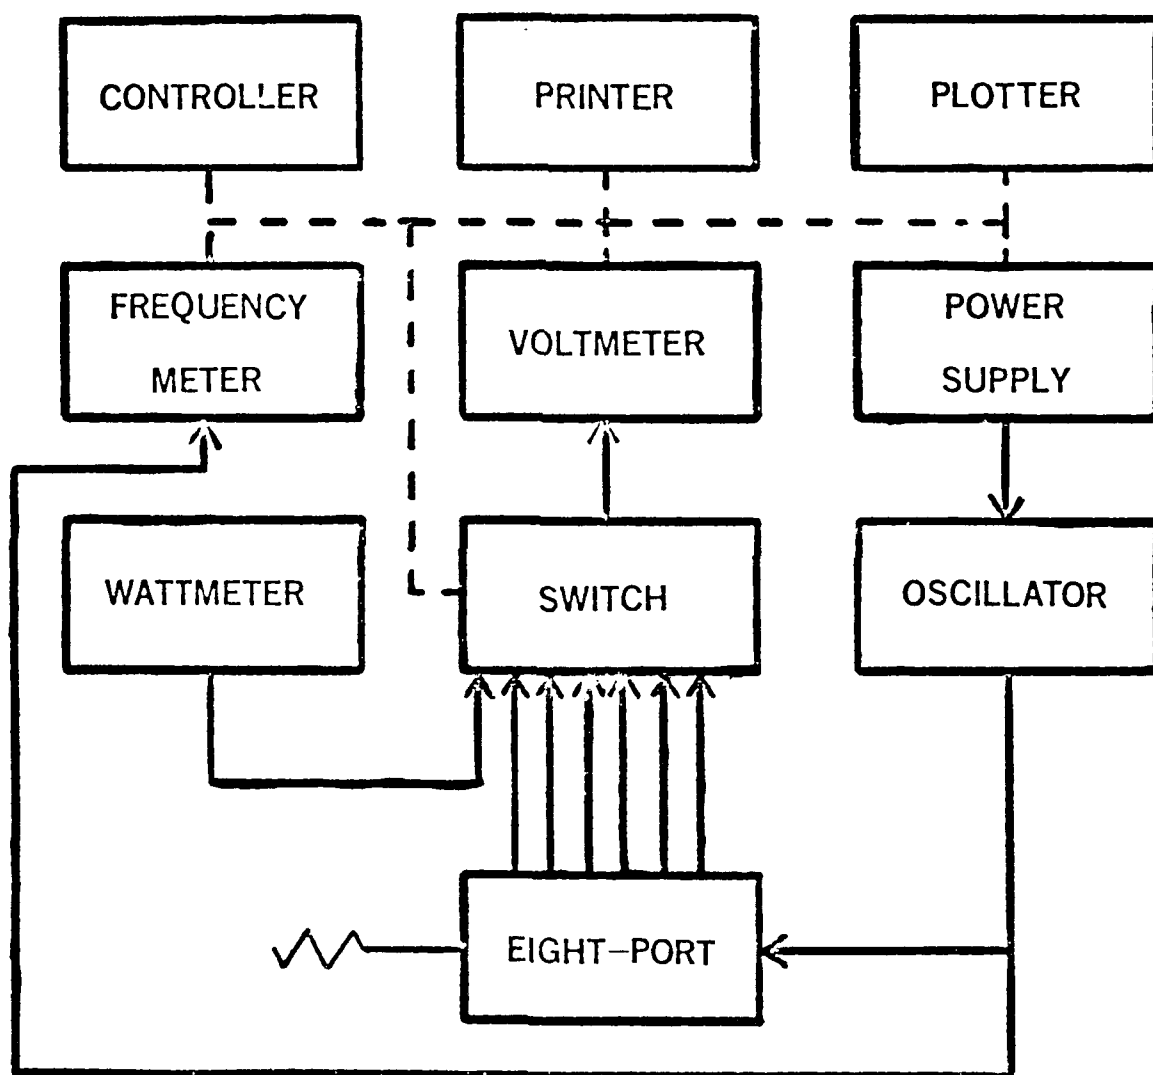 CONTROLLER
PRINTER
PLOTTER
FREQUENCY
METER
VOLTMETER
POWER
SUPPLY
WATTMETER
SWITCH
OSCILLATOR
EIGHT-PORT